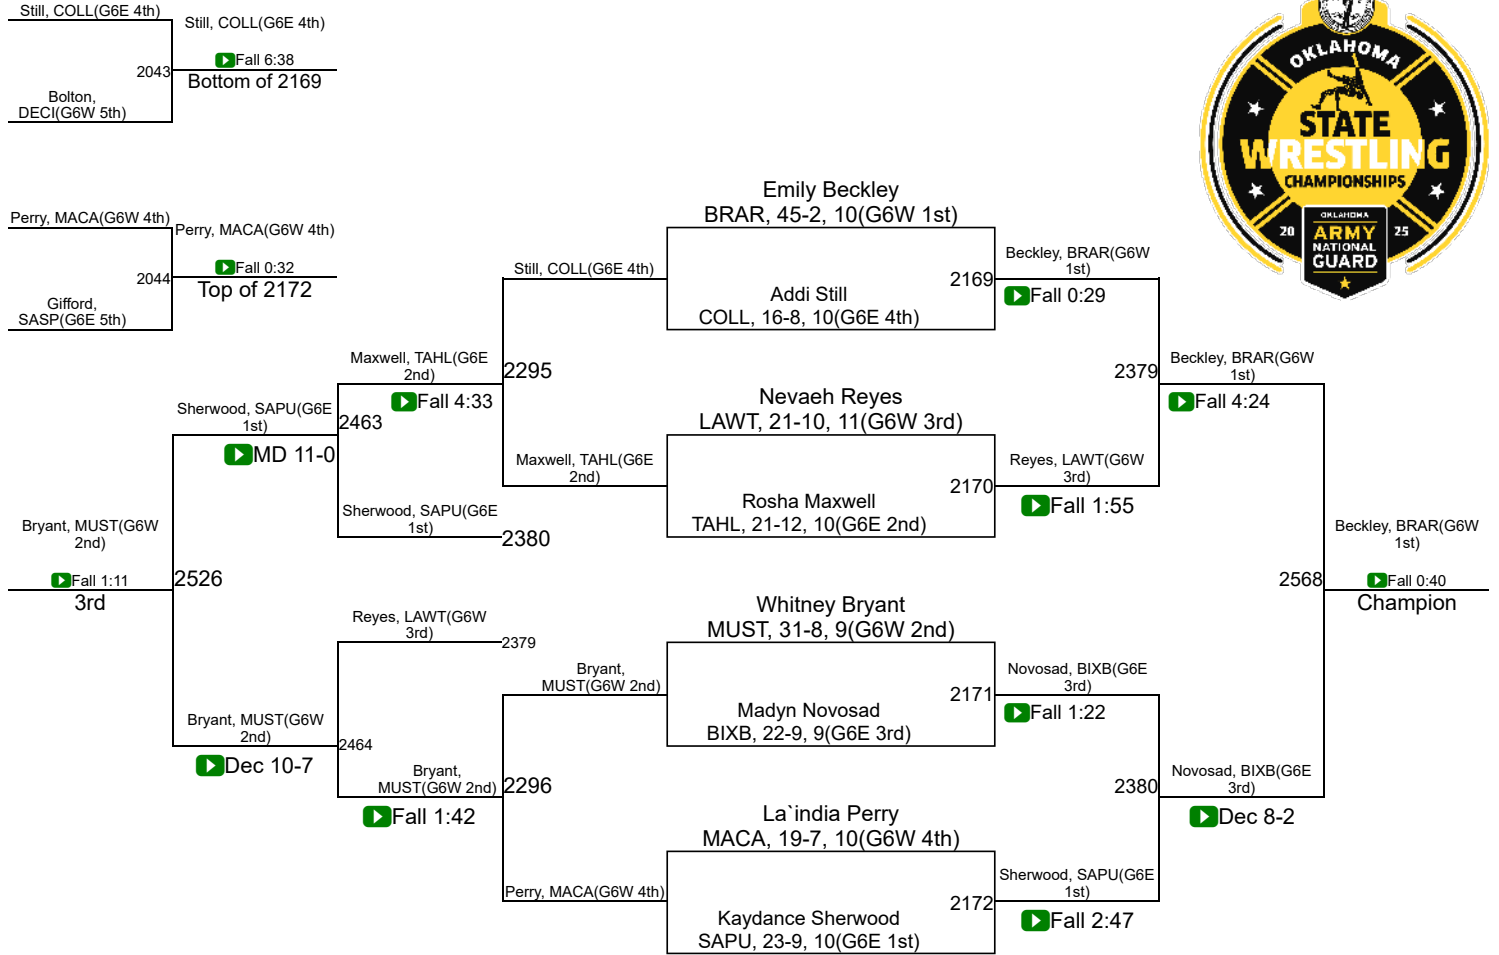 Still, COLL(G6E 4th)
Still, COLL(G6E 4th)
Fall 6:38
2043
Bottom of 2169
Bolton,
DECI(G6W 5th)
Perry, MACA(G6W 4th)
Perry, MACA(G6W 4th)
Fall 0:32
2044
Top of 2172
Gifford,
SASP(G6E 5th)
OKLAHOMA
STATE
WRESTLING
CHAMPIONSHIPS
OKLAHOMA
20 ARMY 25
NATIONAL
GUARD
Emily Beckley
BRAR, 45-2, 10(G6W 1st)
Still, COLL(G6E 4th)
2169
Addi Still
COLL, 16-8, 10(G6E 4th)
Beckley, BRAR(G6W
1st)
Fall 0:29
Maxwell, TAHL(G6E
2nd)
2295
Fall 4:33
Nevaeh Reyes
LAWT, 21-10, 11(G6W 3rd)
2379
Beckley, BRAR(G6W
1st)
Fall 4:24
Sherwood, SAPU(G6E
1st)
2463
MD 11-0
Maxwell, TAHL(G6E
2nd)
2170
Rosha Maxwell
TAHL, 21-12, 10(G6E 2nd)
Reyes, LAWT(G6W
3rd)
Fall 1:55
Sherwood, SAPU(G6E
1st)
2380
Bryant, MUST(G6W
2nd)
Fall 1:11
2526
3rd
Beckley, BRAR(G6W
1st)
2568
Fall 0:40
Champion
Reyes, LAWT(G6W
3rd)
2379
Whitney Bryant
MUST, 31-8, 9(G6W 2nd)
Bryant,
MUST(G6W 2nd)
2171
Madyn Novosad
BIXB, 22-9, 9(G6E 3rd)
Novosad, BIXB(G6E
3rd)
Fall 1:22
Bryant, MUST(G6W
2nd)
2464
Dec 10-7
Bryant,
MUST(G6W 2nd)
2296
Fall 1:42
La`india Perry
MACA, 19-7, 10(G6W 4th)
2380
Novosad, BIXB(G6E
3rd)
Dec 8-2
Perry, MACA(G6W 4th)
2172
Kaydance Sherwood
SAPU, 23-9, 10(G6E 1st)
Sherwood, SAPU(G6E
1st)
Fall 2:47